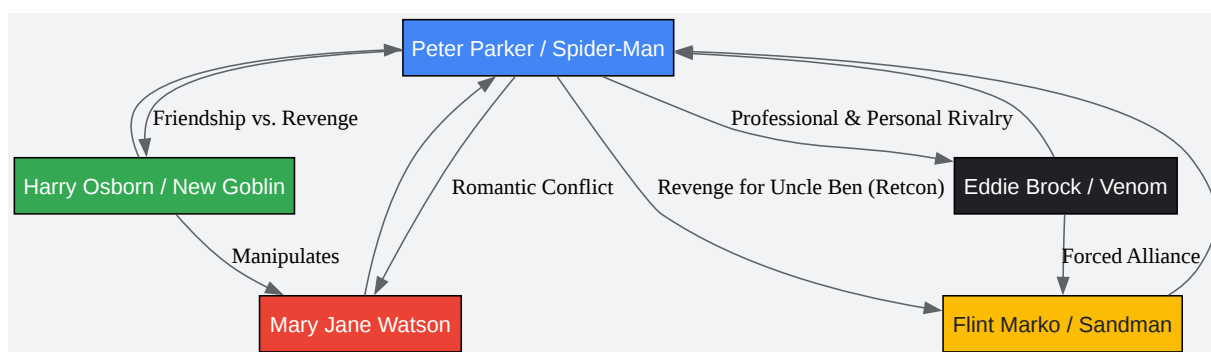 Peter Parker / Spider-Man
Friendship vs. Revenge
Professional & Personal Rivalry
Harry Osborn / New Goblin
Romantic Conflict
Revenge for Uncle Ben (Retcon)
Eddie Brock / Venom
Manipulates
Forced Alliance
Mary Jane Watson
Flint Marko / Sandman